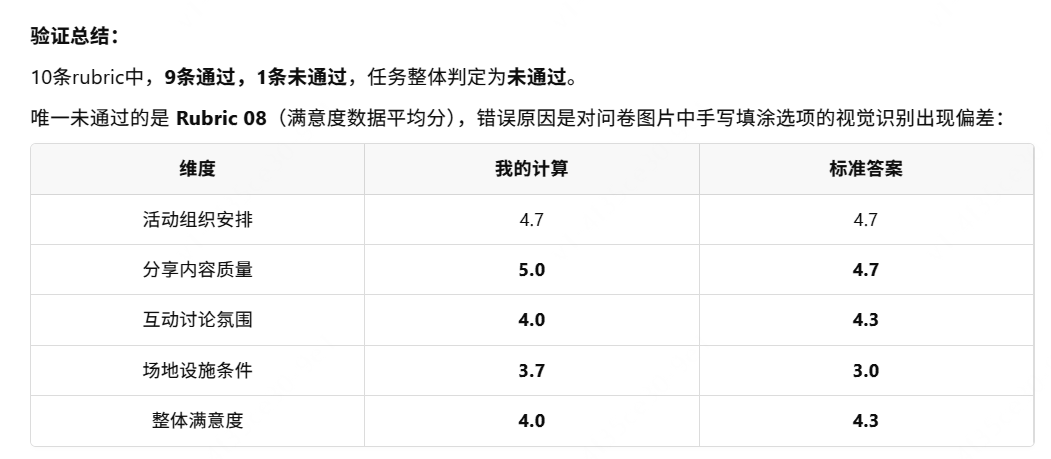 验证总结：
10条rubric中，9条通过，1条未通过，任务整体判定为未通过。
唯一未通过的是 Rubric 08（满意度数据平均分），错误原因是对问卷图片中手写填涂选项的视觉识别出现偏差：
维度 我的计算 标准答案
活动组织安排 4.7 4.7
分享内容质量 5.0 4.7
互动讨论氛围 4.0 4.3
场地设施条件 3.7 3.0
整体满意度 4.0 4.3